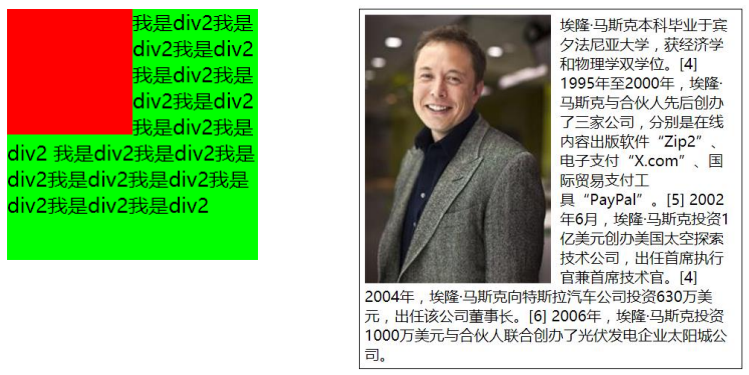 我是div2我是
div2我是div2
我是div2我是
div2我是div2
我是div2我是
div2 我是div2我是div2我是
div2我是div2我是div2我是
div2我是div2我是div2
埃隆·马斯克本科毕业于宾
夕法尼亚大学，获经济学
和物理学双学位。[4]
1995年至2000年，埃隆·
马斯克与合伙人先后创办
了三家公司，分别是在线
内容出版软件“Zip2”、
电子支付“X.com”、国
际贸易支付工
具“PayPal”。[5] 2002
年6月，埃隆·马斯克投资1
亿美元创办美国太空探索
技术公司，出任首席执行
官兼首席技术官。[4]
2004年，埃隆·马斯克向特斯拉汽车公司投资630万美
元，出任该公司董事长。[6] 2006年，埃隆·马斯克投资
1000万美元与合伙人联合创办了光伏发电企业太阳城公
司。